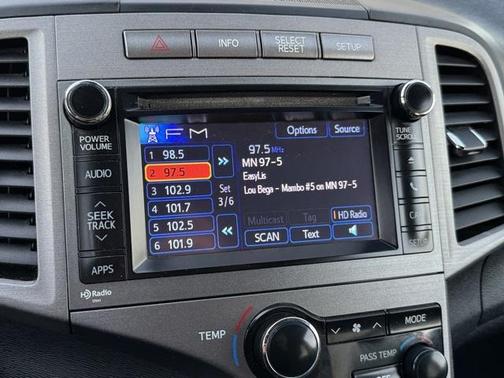 INFO
SELECT RESET
SETUP
POWER VOLUME
AUDIO
SEEK TRACK
APPS
HD Radio
FM
Options
Source
1 98.5
2 97.5
3 102.9
4 101.7
5 102.5
6 101.9
Set
3/6
97.5 MHz
MN 97-5
EasyLis
Lou Bega - Mambo #5 on MN 97-5
Multicast
Tag
HD Radio
SCAN
Text
TUNE SCROLL
SETUP
TEMP
MODE
PASS TEMP